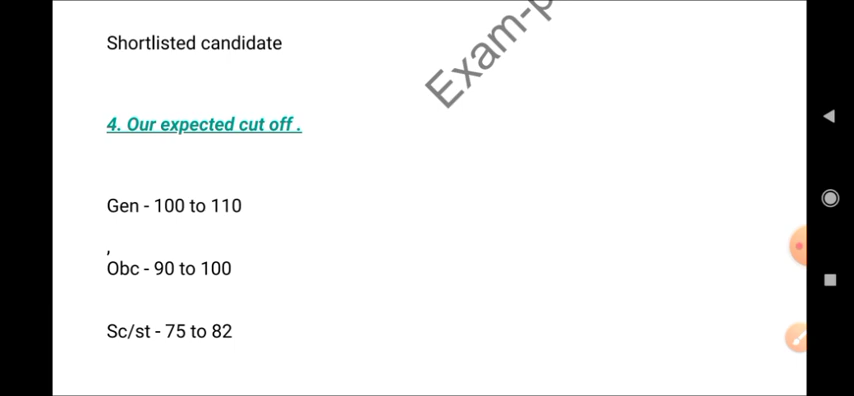 Shortlisted candidate
Exam-p
4. Our expected cut off .
Gen - 100 to 110
,
Obc - 90 to 100
Sc/st - 75 to 82